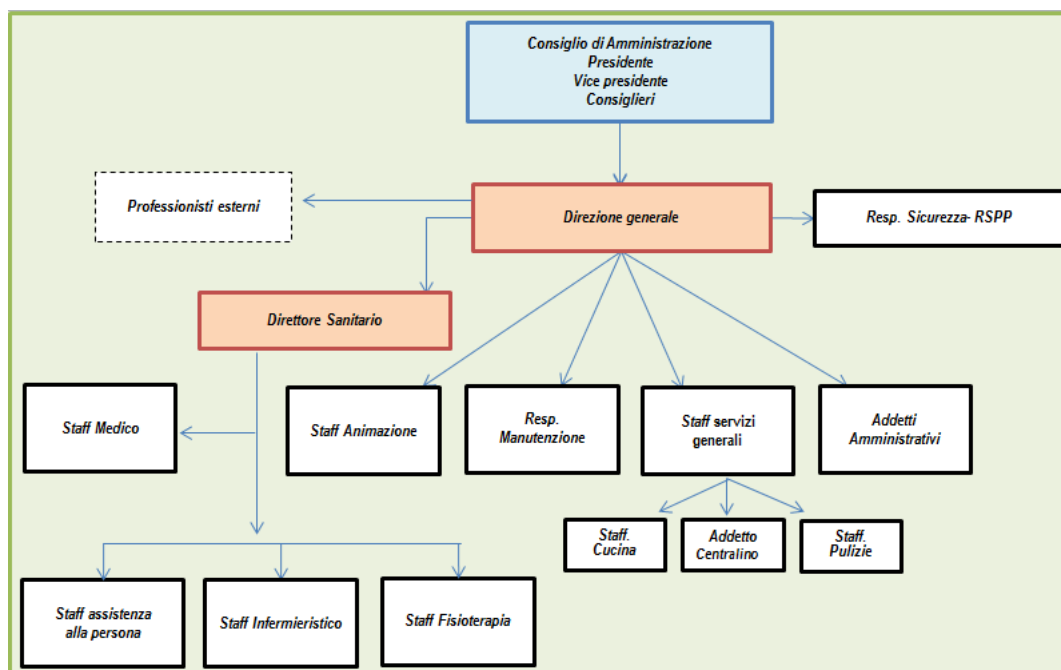 Consiglio di Amministrazione
Presidente
Vice presidente
Consiglieri
Professionisti esterni
Direzione generale
Resp. Sicurezza- RSPP
Direttore Sanitario
Staff Medico
Staff Animazione
Resp.
Manutenzione
Staff servizi
generali
Addetti
Amministrativi
Staff.
Cucina
Addetto
Centralino
Staff.
Pulizie
Staff assistenza
alla persona
Staff Infermieristico
Staff Fisioterapia